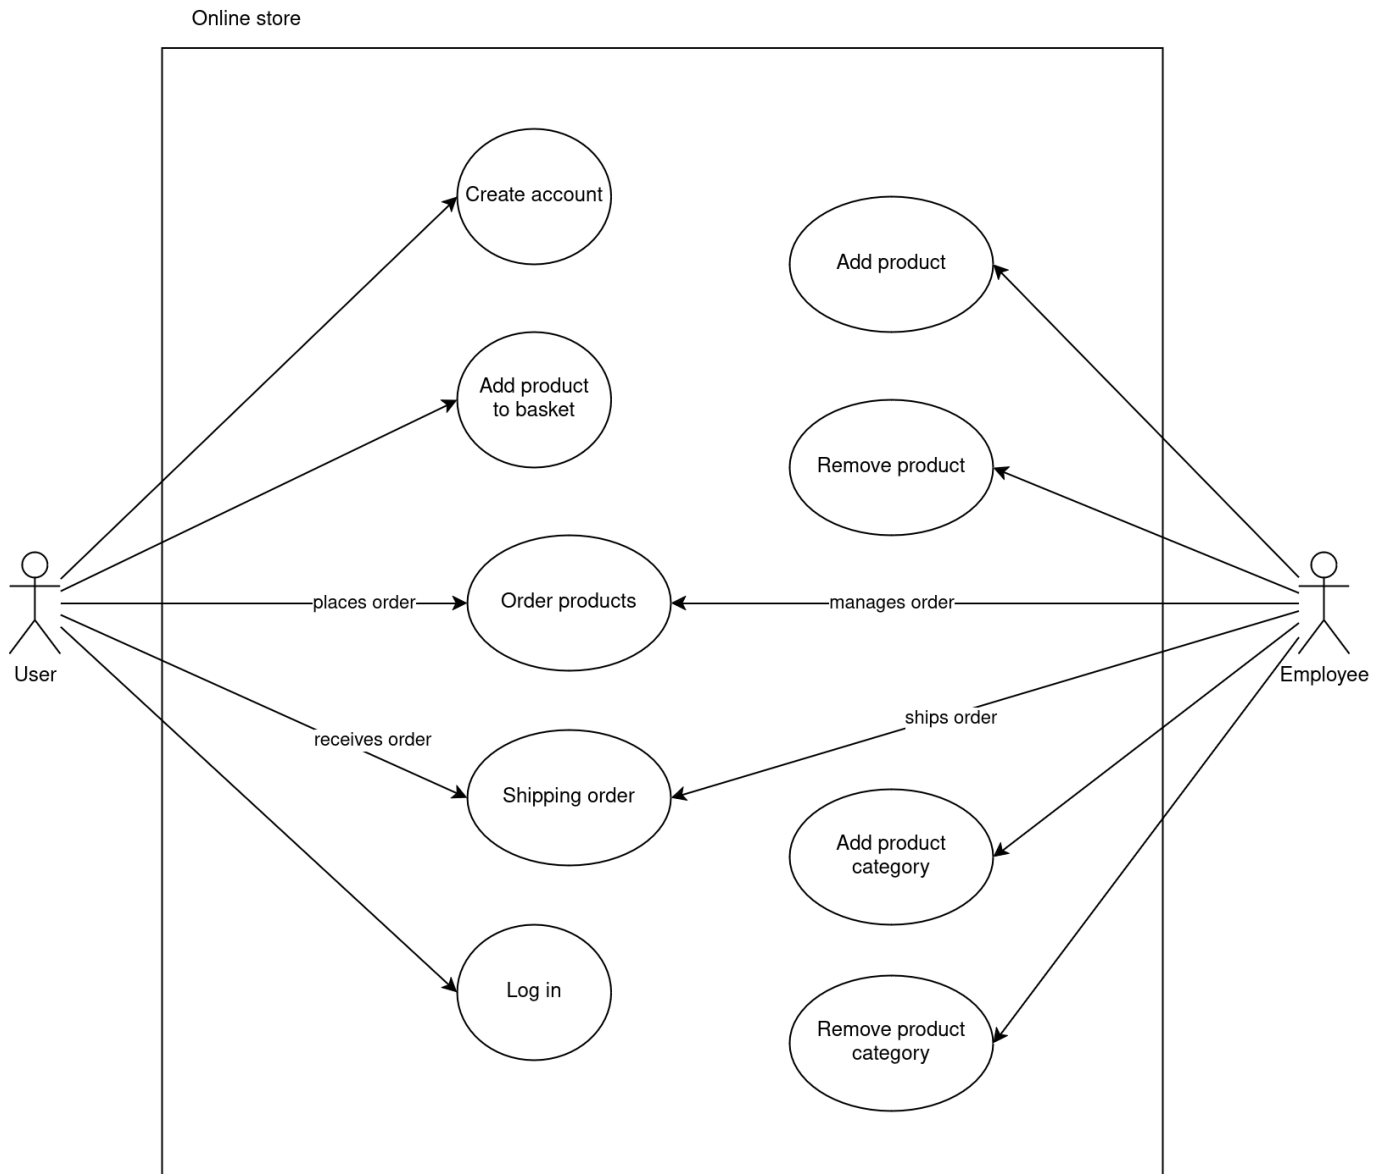 Online store
Create account
Add product
Add product
to basket
Remove product
places order
Order products
manages order
User
Employee
receives order
ships order
Shipping order
Add product
category
Log in
Remove product
category